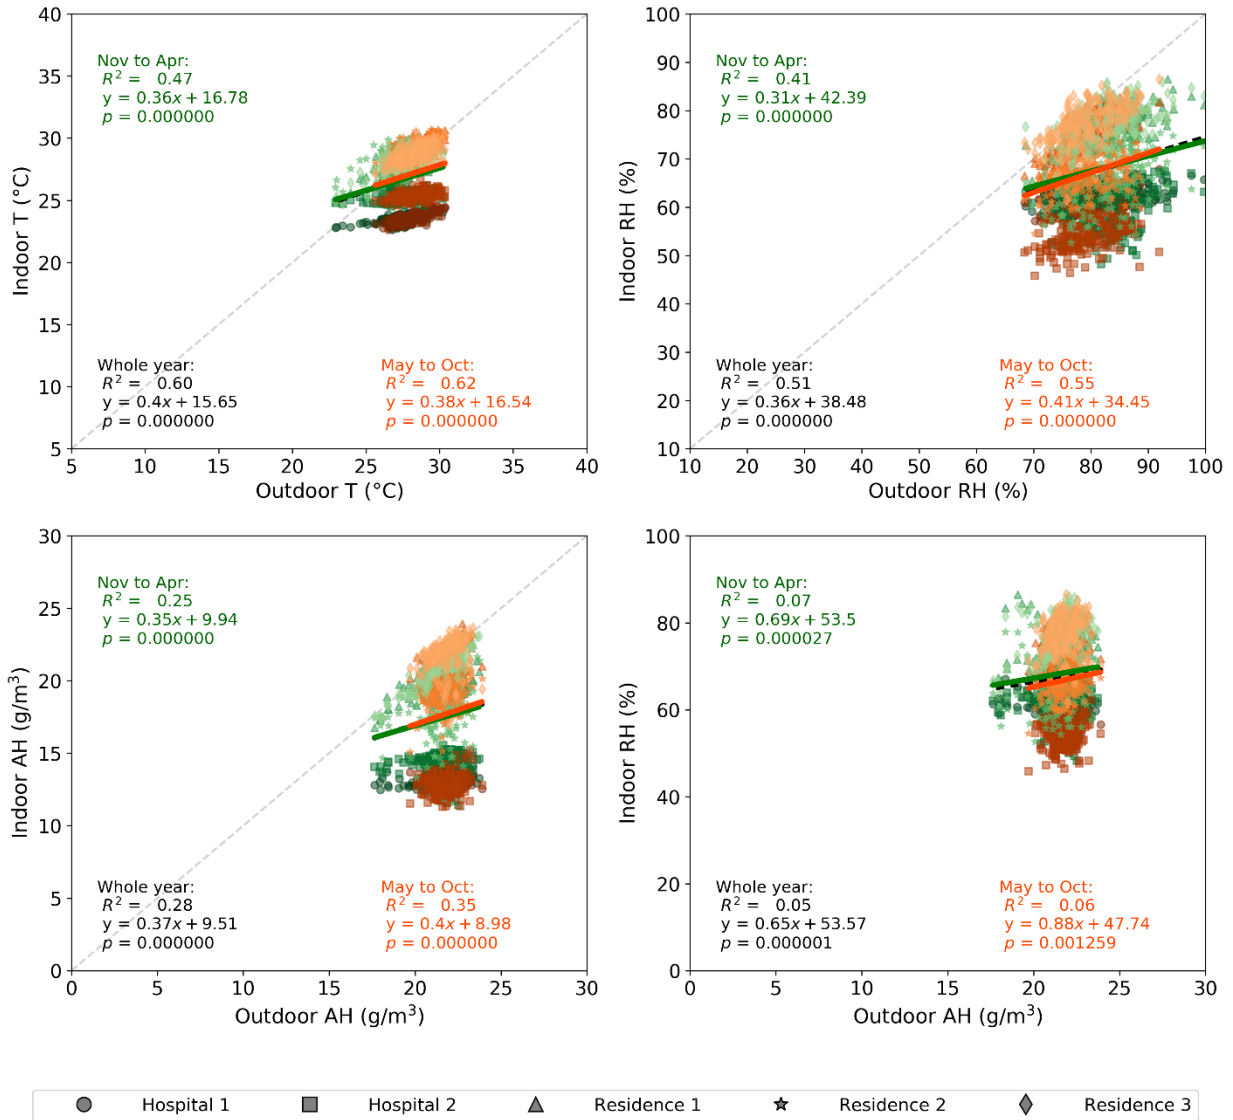 40
35
30
25
20
15
10
5
Indoor T (°C)
Nov to Apr:
R² = 0.47
y = 0.36x + 16.78
p = 0.000000
Whole year:
R² = 0.60
y = 0.4x + 15.65
p = 0.000000
May to Oct:
R² = 0.62
y = 0.38x + 16.54
p = 0.000000
5 10 15 20 25 30 35 40
Outdoor T (°C)
100
90
80
70
60
50
40
30
20
10
Indoor RH (%)
Nov to Apr:
R² = 0.41
y = 0.31x + 42.39
p = 0.000000
Whole year:
R² = 0.51
y = 0.36x + 38.48
p = 0.000000
May to Oct:
R² = 0.55
y = 0.41x + 34.45
p = 0.000000
10 20 30 40 50 60 70 80 90 100
Outdoor RH (%)
30
25
20
15
10
5
0
Indoor AH (g/m³)
Nov to Apr:
R² = 0.25
y = 0.35x + 9.94
p = 0.000000
Whole year:
R² = 0.28
y = 0.37x + 9.51
p = 0.000000
May to Oct:
R² = 0.35
y = 0.4x + 8.98
p = 0.000000
0 5 10 15 20 25 30
Outdoor AH (g/m³)
100
80
60
40
20
0
Indoor RH (%)
Nov to Apr:
R² = 0.07
y = 0.69x + 53.5
p = 0.000027
Whole year:
R² = 0.05
y = 0.65x + 53.57
p = 0.000001
May to Oct:
R² = 0.06
y = 0.88x + 47.74
p = 0.001259
0 5 10 15 20 25 30
Outdoor AH (g/m³)
Hospital 1 Hospital 2 Residence 1 Residence 2 Residence 3